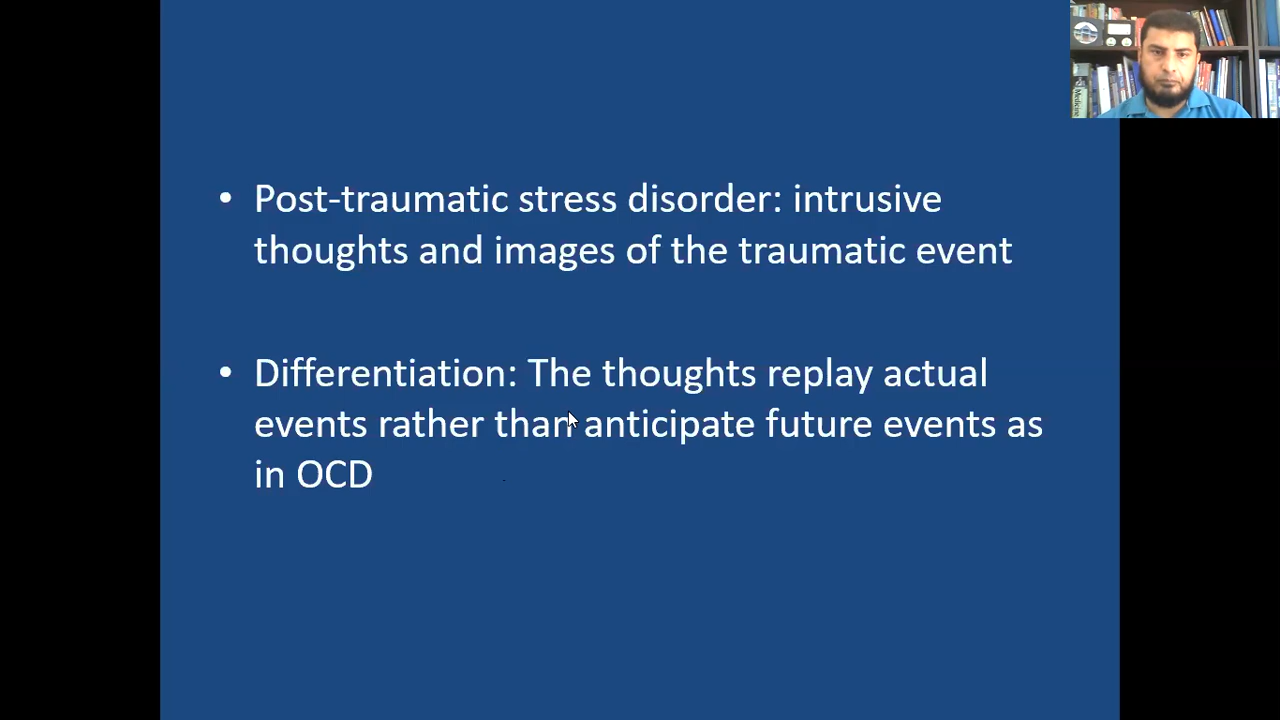 • Post-traumatic stress disorder: intrusive
thoughts and images of the traumatic event
• Differentiation: The thoughts replay actual
events rather than anticipate future events as
in OCD
Medicine